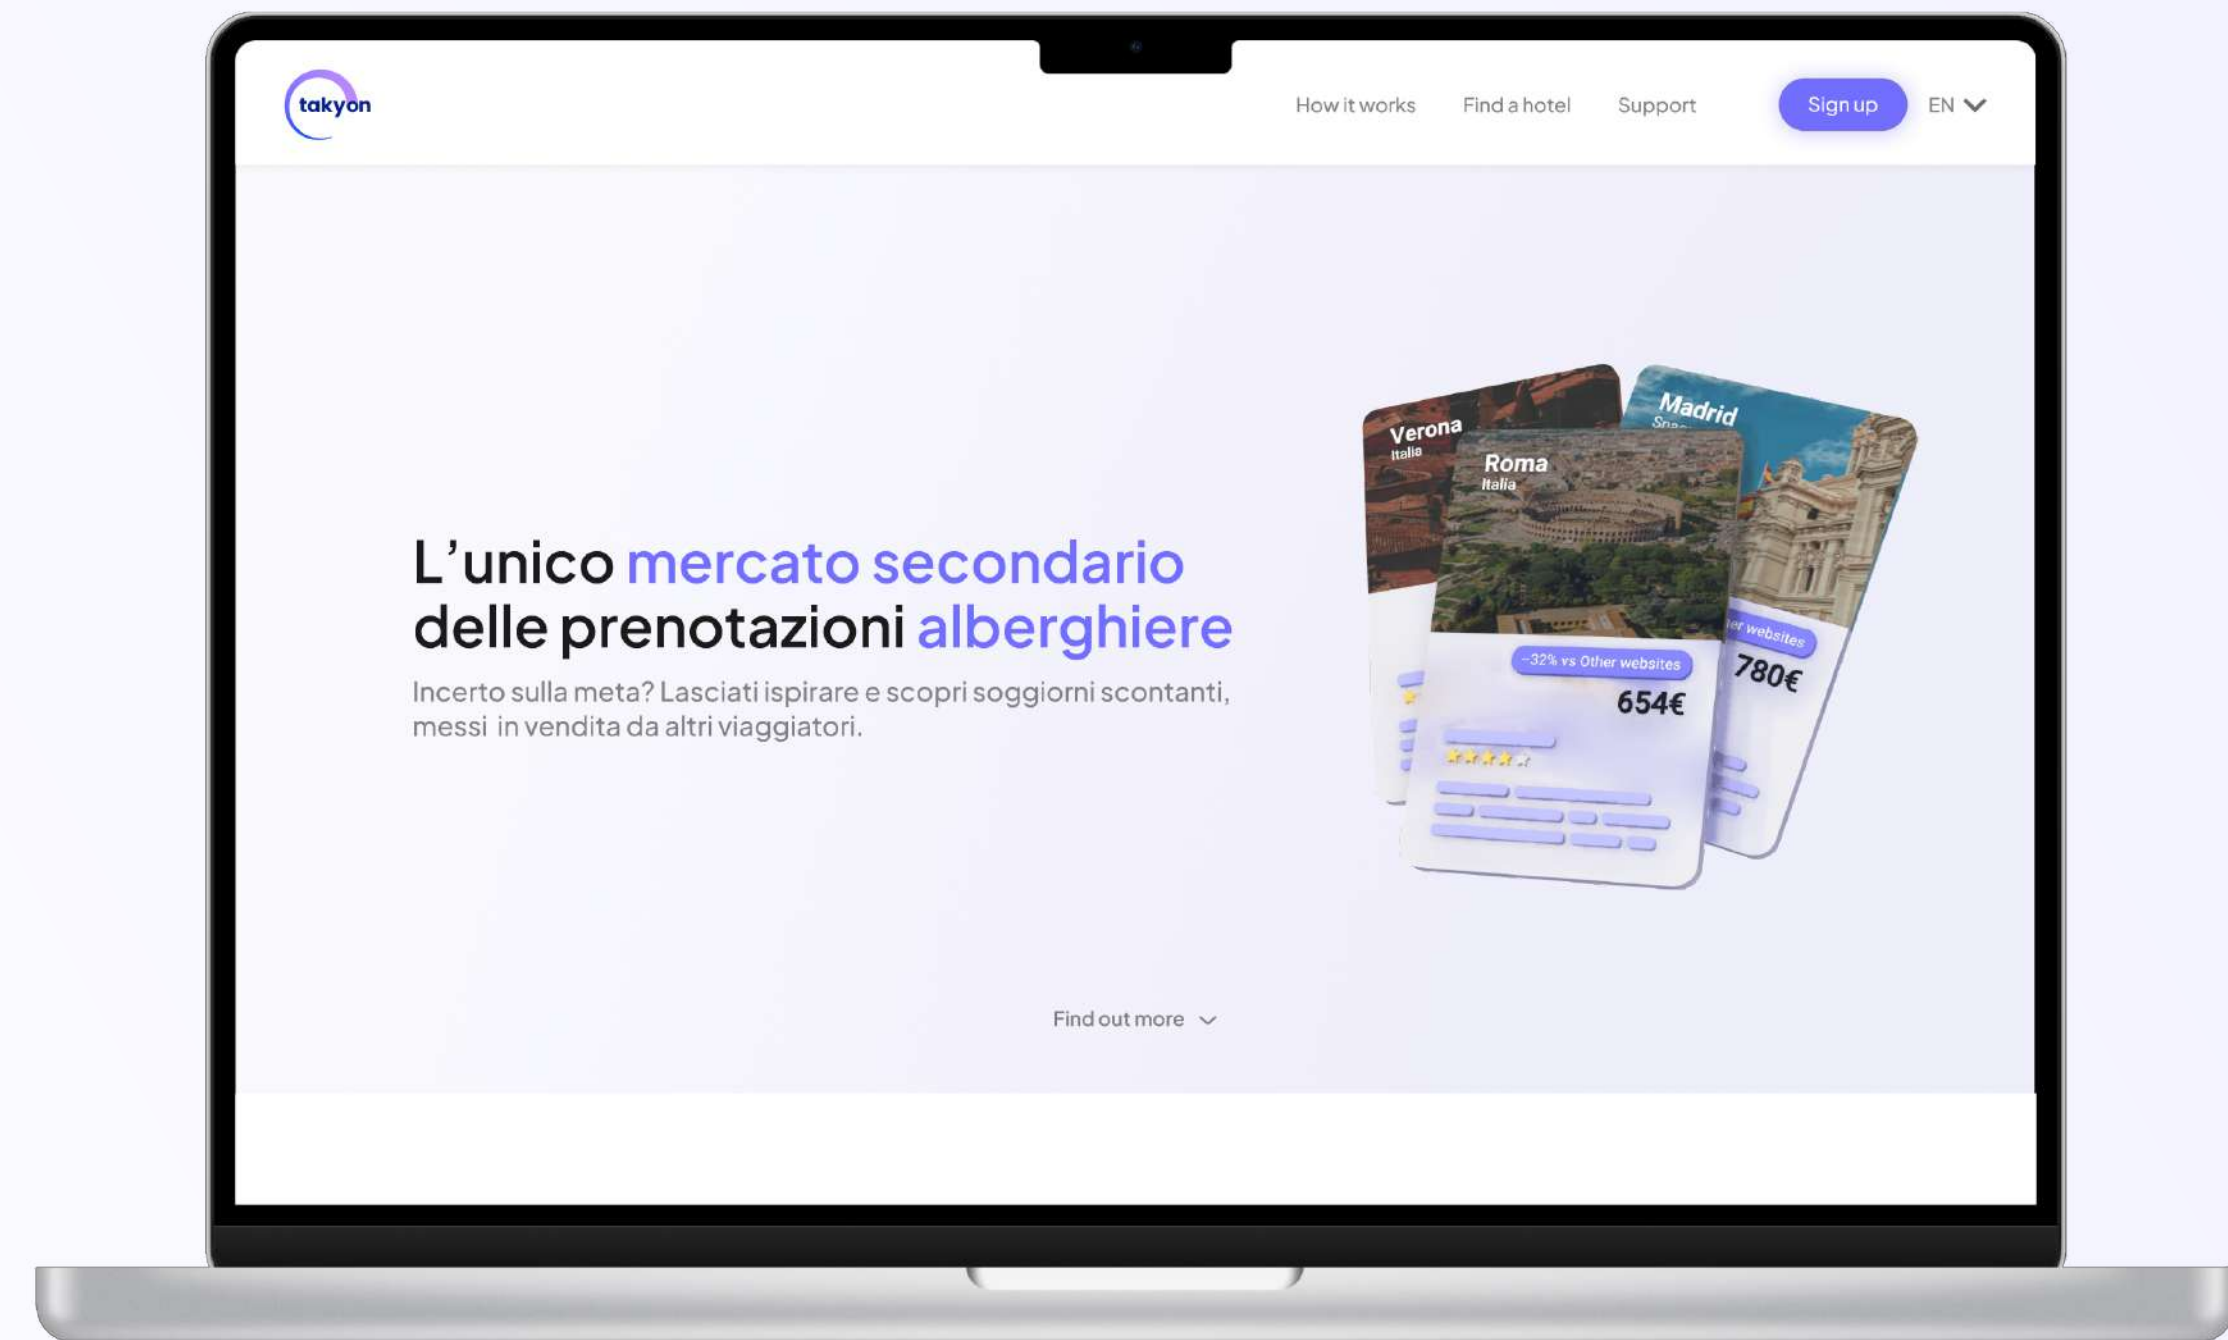 takyon
How it works
Find a hotel
Support
Sign up
EN
L’unico mercato secondario
delle prenotazioni alberghiere
Incerto sulla meta? Lasciati ispirare e scopri soggiorni scontanti,
messi in vendita da altri viaggiatori.
Verona
Italia
Madrid
Roma
Italia
-32% vs Other websites
654€
websites
780€
Find out more